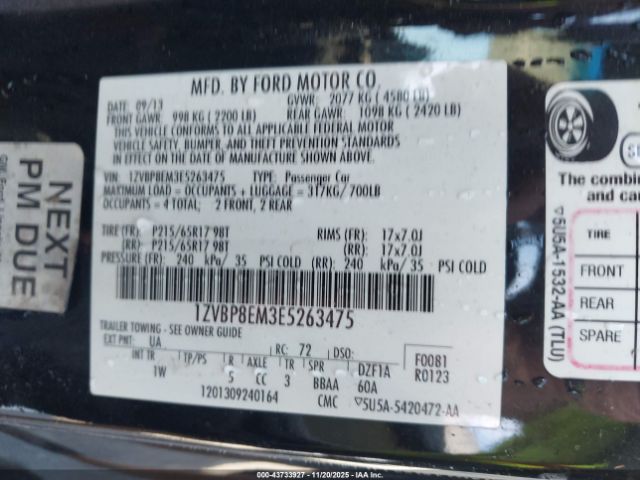 MFD. BY FORD MOTOR CO.
DATE: 09/13 GVWR: 2077 KG ( 4580 LB)
FRONT GAWR: 998 KG ( 2200 LB) REAR GAWR: 1098 KG ( 2420 LB)
THIS VEHICLE CONFORMS TO ALL APPLICABLE FEDERAL MOTOR
VEHICLE SAFETY, BUMPER, AND THEFT PREVENTION STANDARDS
IN EFFECT ON THE DATE OF MANUFACTURE SHOWN ABOVE.
VIN: 1ZVBP8EM3E5263475 TYPE: Passenger Car
MAXIMUM LOAD = OCCUPANTS + LUGGAGE = 317KG/700LB
OCCUPANTS = 4 TOTAL; 2 FRONT, 2 REAR
TIRE (FR): P215/65R17 98T RIMS (FR): 17x7.0J
(RR): P215/65R17 98T (RR): 17x7.0J
PRESSURE (FR): 240 kPa/ 35 PSI COLD (RR): 240 kPa/ 35 PSI COLD
1ZVBP8EM3E5263475
TRAILER TOWING - SEE OWNER GUIDE
EXT PNT: UA RC: 72 DSO: F0081
INT TR TP/PS R AXLE TR SPR DZF1A R0123
1W 5 CC 3 BBAA 60A
1201309240164 CMC ▽5U5A-5420472-AA
NEXT
PM DUE
The combin
and cau
TIRE
FRONT
REAR
SPARE
▽5U5A-1532-AA (TLU)
IAA - 43733927 - 11/20/2025 - IAAI.com